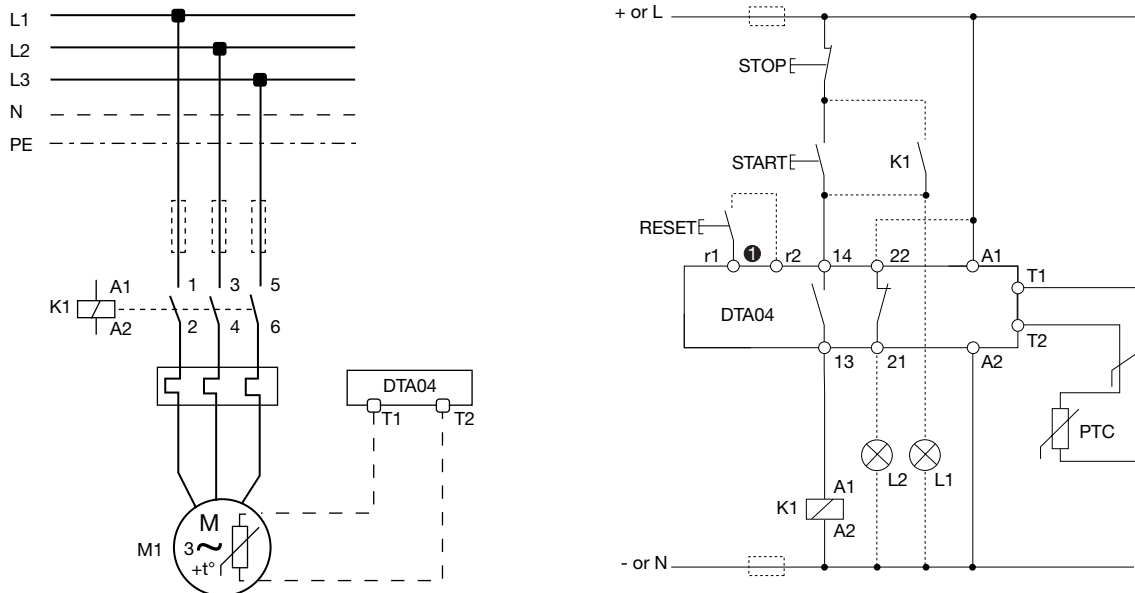 L1
L2
L3
N
PE
1 3 5
K1 A1
A2
2 4 6
DTA04
T1 T2
M
3 ~
+t°
M1
+ or L
STOP
START K1
RESET
r1 1 r2 14 22 A1
T1
DTA04
T2
13 21 A2
PTC
L2 L1
K1 A1
A2
- or N